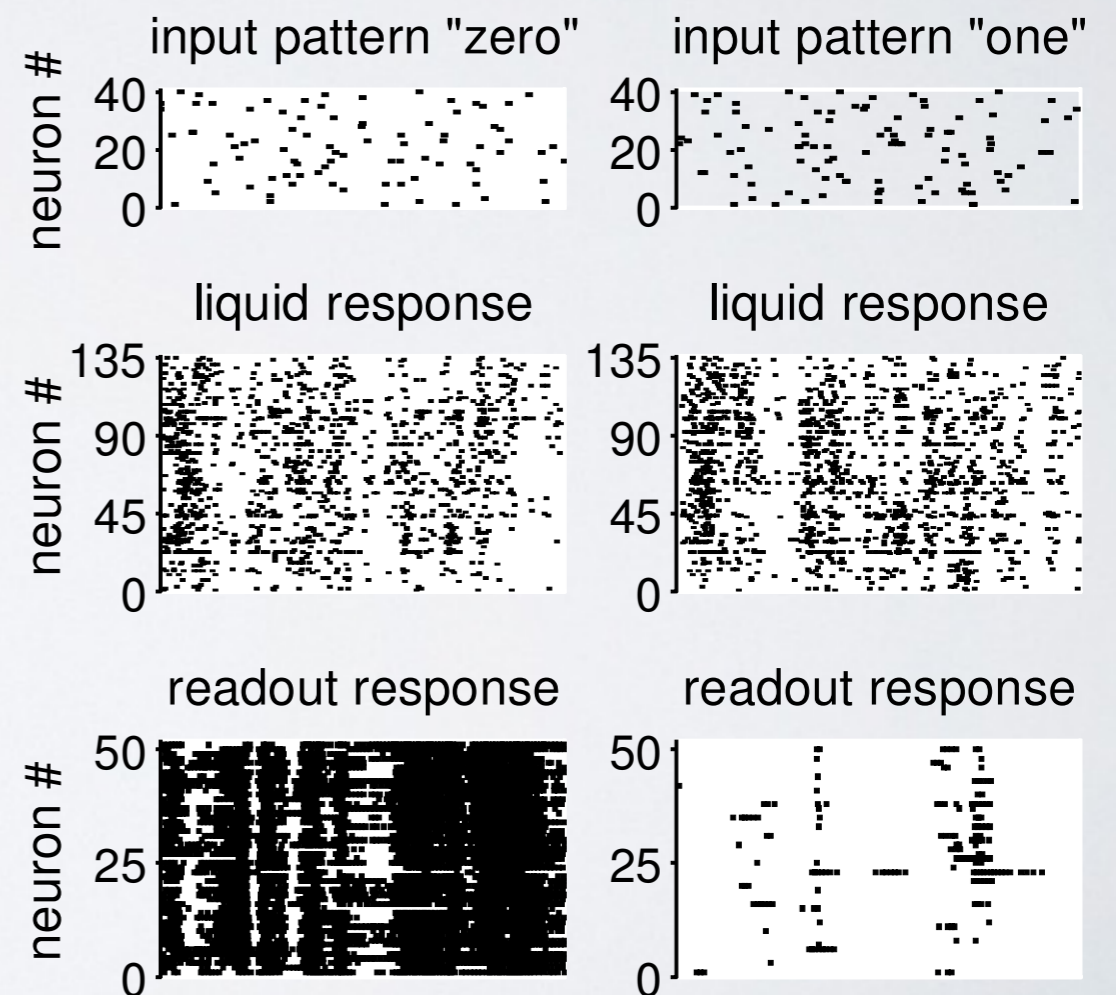 input pattern "zero"
input pattern "one"
neuron #
40
20
0
40
20
0
liquid response
liquid response
neuron #
135
90
45
0
135
90
45
0
readout response
readout response
neuron #
50
25
0
50
25
0